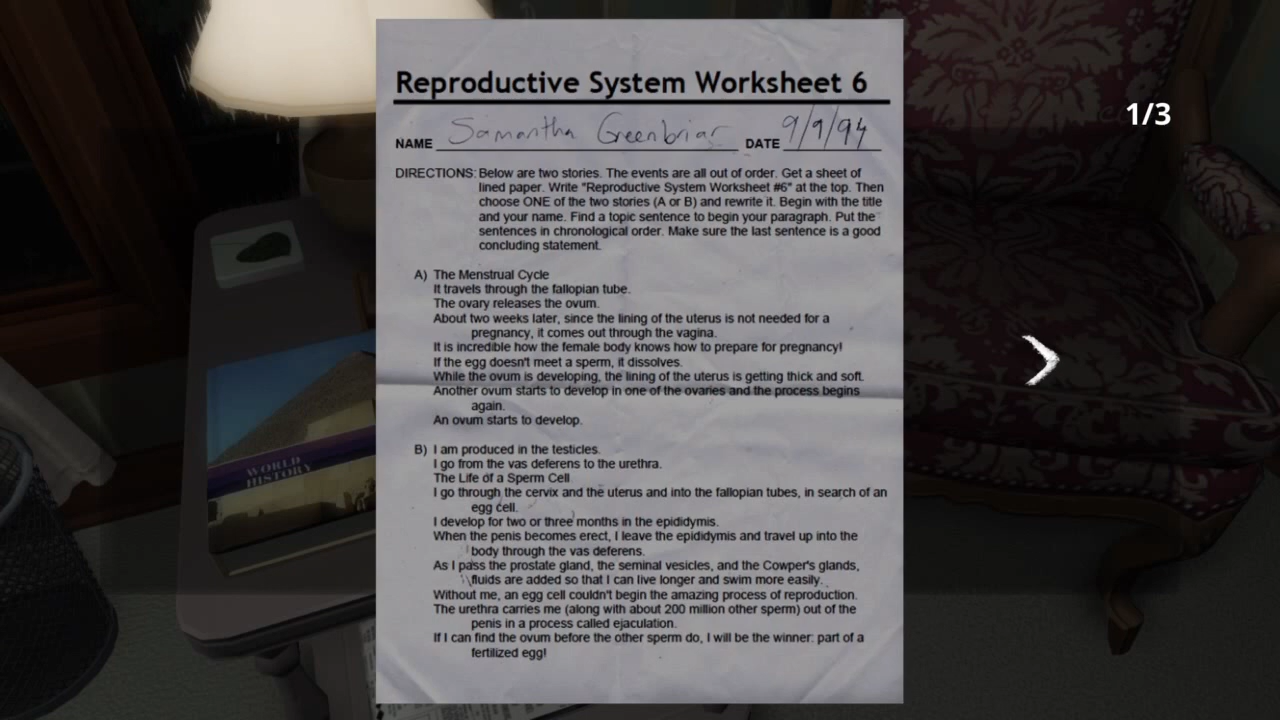 Reproductive System Worksheet 6
NAME Samantha Greenbriar DATE 9/9/94
DIRECTIONS: Below are two stories. The events are all out of order. Get a sheet of
lined paper. Write "Reproductive System Worksheet #6" at the top. Then
choose ONE of the two stories (A or B) and rewrite it. Begin with the title
and your name. Find a topic sentence to begin your paragraph. Put the
sentences in chronological order. Make sure the last sentence is a good
concluding statement.
A) The Menstrual Cycle
It travels through the fallopian tube.
The ovary releases the ovum.
About two weeks later, since the lining of the uterus is not needed for a
pregnancy, it comes out through the vagina.
It is incredible how the female body knows how to prepare for pregnancy!
If the egg doesn't meet a sperm, it dissolves.
While the ovum is developing, the lining of the uterus is getting thick and soft.
Another ovum starts to develop in one of the ovaries and the process begins
again.
An ovum starts to develop.
B) I am produced in the testicles.
I go from the vas deferens to the urethra.
The Life of a Sperm Cell
I go through the cervix and the uterus and into the fallopian tubes, in search of an
egg cell.
I develop for two or three months in the epididymis.
When the penis becomes erect, I leave the epididymis and travel up into the
body through the vas deferens.
As I pass the prostate gland, the seminal vesicles, and the Cowper's glands,
fluids are added so that I can live longer and swim more easily.
Without me, an egg cell couldn't begin the amazing process of reproduction.
The urethra carries me (along with about 200 million other sperm) out of the
penis in a process called ejaculation.
If I can find the ovum before the other sperm do, I will be the winner: part of a
fertilized egg!
1/3
WORLD
HISTORY